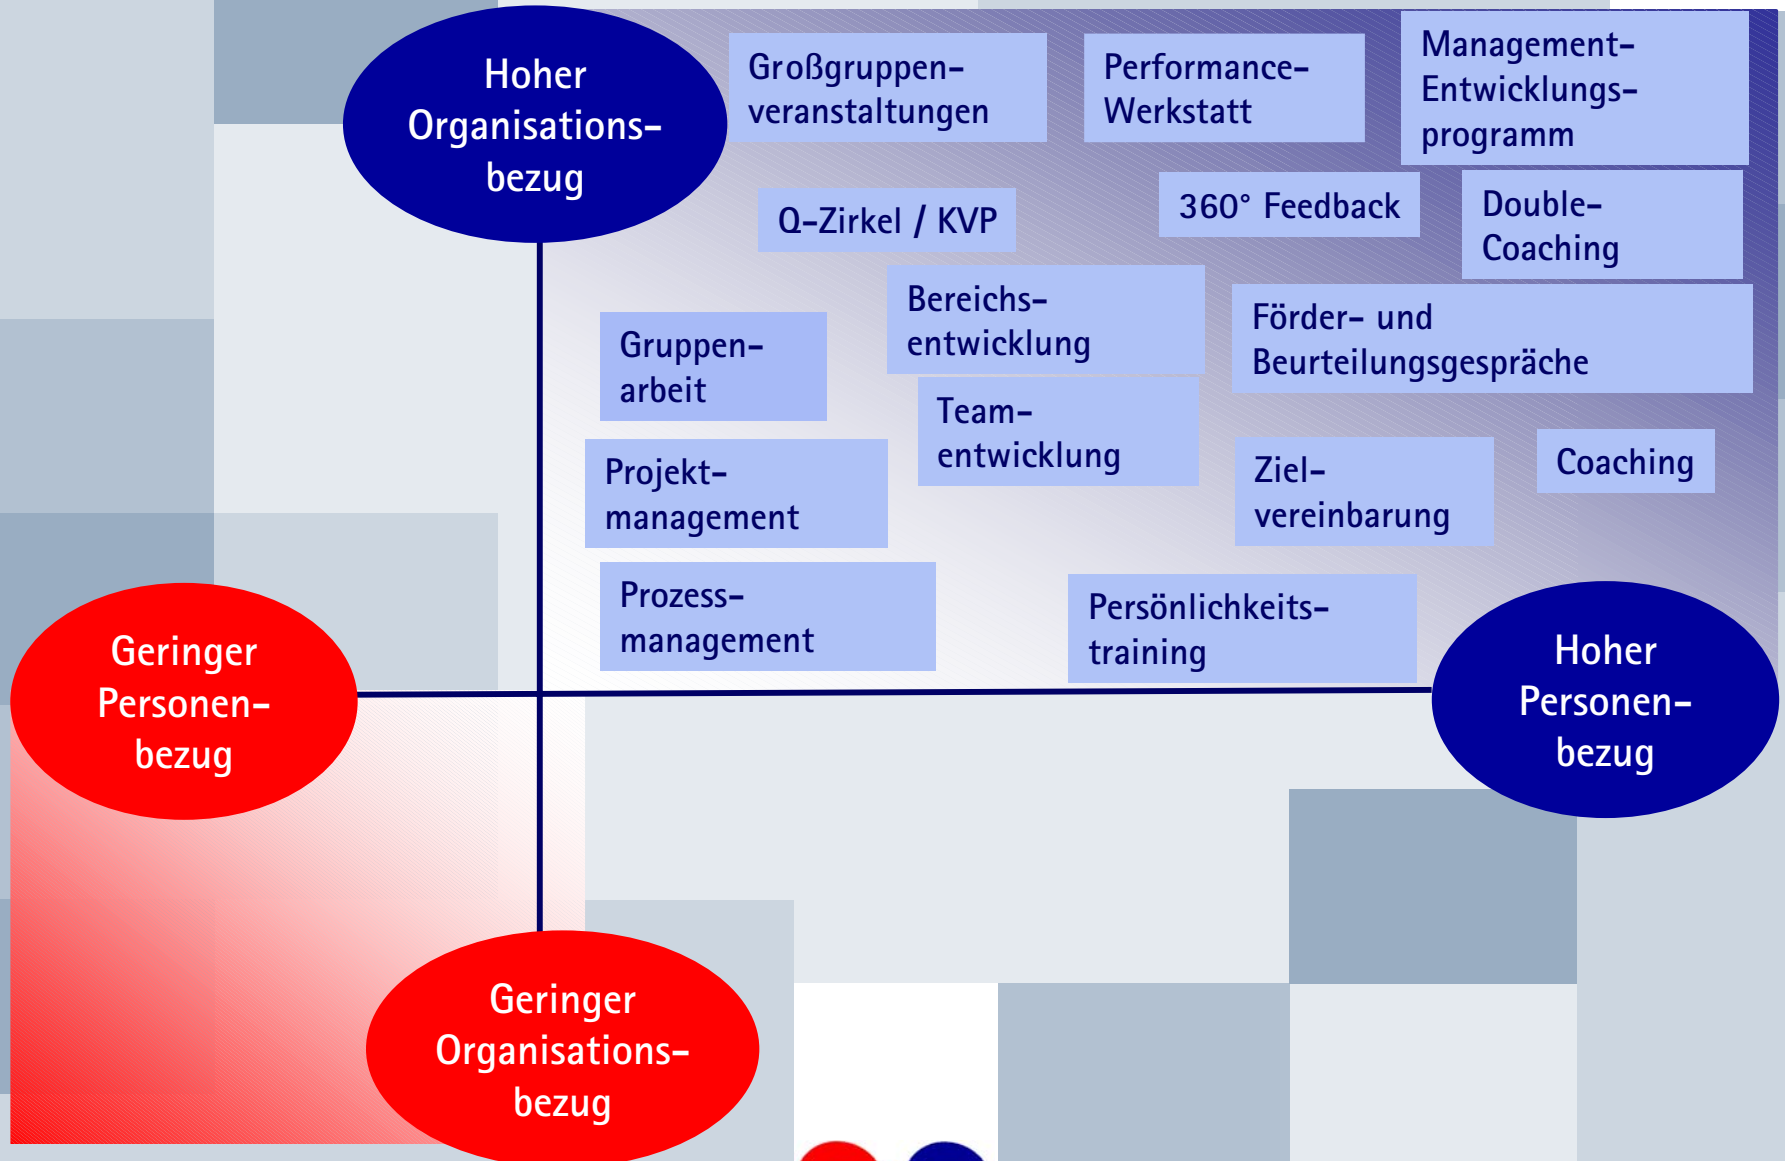 Hoher
Organisations-
bezug
Großgruppen-
veranstaltungen
Performance-
Werkstatt
Management-
Entwicklungs-
programm
Q-Zirkel / KVP
360° Feedback
Double-
Coaching
Bereichs-
entwicklung
Förder- und
Beurteilungsgespräche
Gruppen-
arbeit
Team-
entwicklung
Projekt-
management
Ziel-
vereinbarung
Coaching
Prozess-
management
Persönlichkeits-
training
Geringer
Personen-
bezug
Hoher
Personen-
bezug
Geringer
Organisations-
bezug